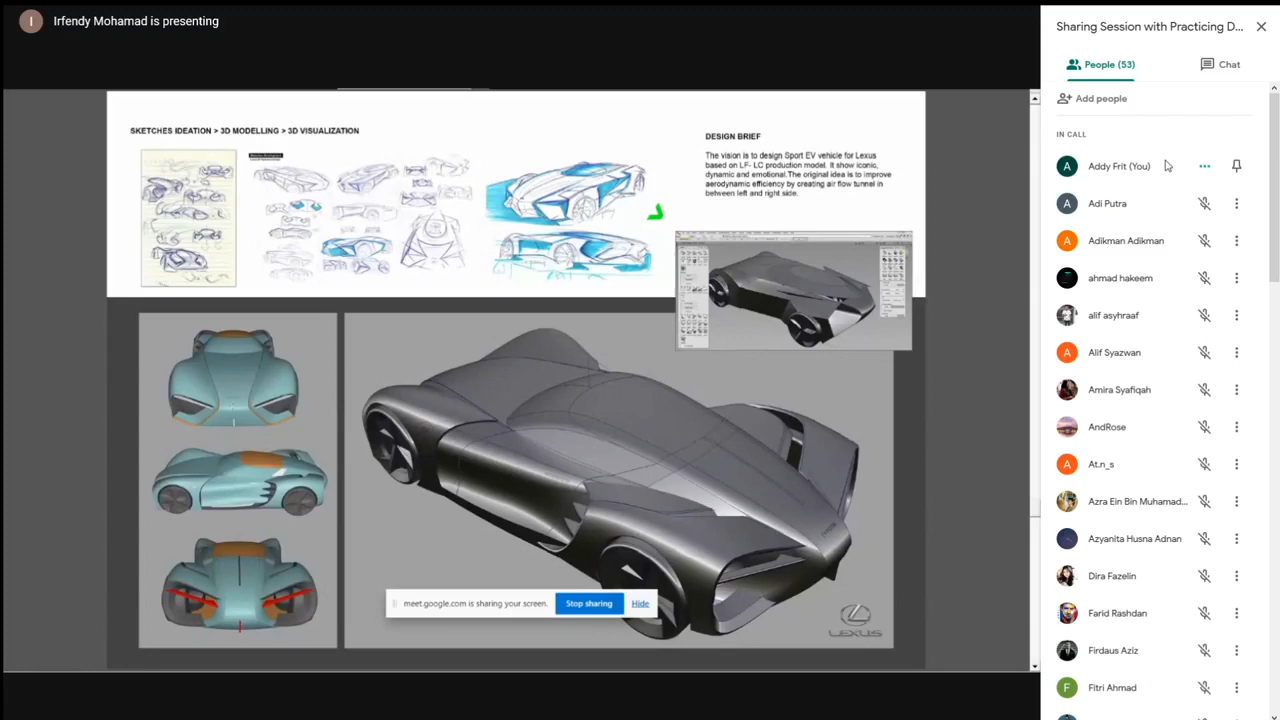 I
Irfendy Mohamad is presenting
Sharing Session with Practicing D...
People (53)
Chat
Add people
IN CALL
A Addy Frit (You)
Adi Putra
A
A Adikman Adikman
ahmad hakeem
alif asyhraaf
A Alif Syazwan
Amira Syafiqah
AndRose
A At.n_s
Azra Ein Bin Muhamad...
Azyanita Husna Adnan
Dira Fazelin
Farid Rashdan
Firdaus Aziz
F Fitri Ahmad
SKETCHES IDEATION > 3D MODELLING > 3D VISUALIZATION
DESIGN BRIEF
The vision is to design Sport EV vehicle for Lexus
based on LF- LC production model. It show iconic,
dynamic and emotional.The original idea is to improve
aerodynamic efficiency by creating air flow tunnel in
between left and right side.
meet.google.com is sharing your screen.
Stop sharing
Hide
LEXUS